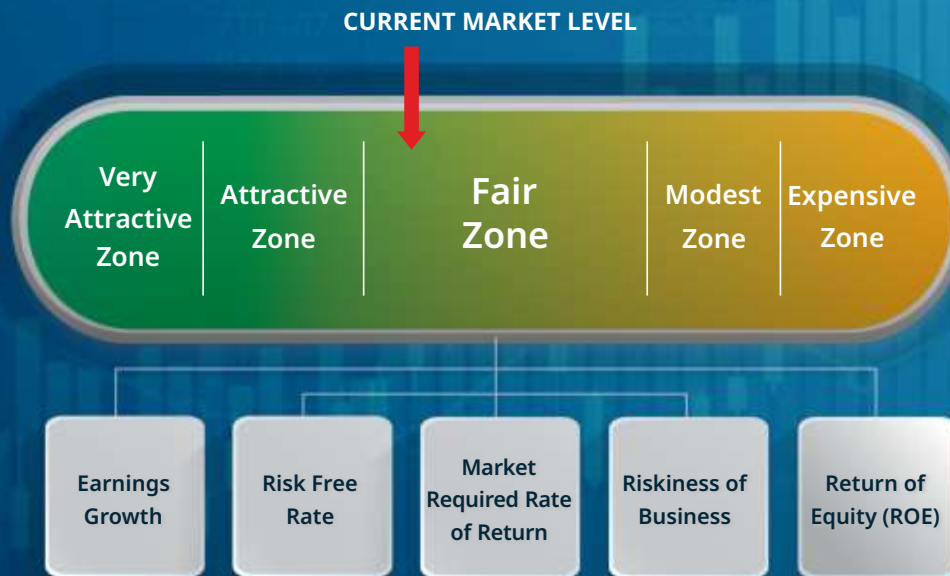 CURRENT MARKET LEVEL
Very
Attractive
Zone
Attractive
Zone
Fair
Zone
Modest
Zone
Expensive
Zone
Earnings
Growth
Risk Free
Rate
Market
Required Rate
of Return
Riskiness of
Business
Return of
Equity (ROE)